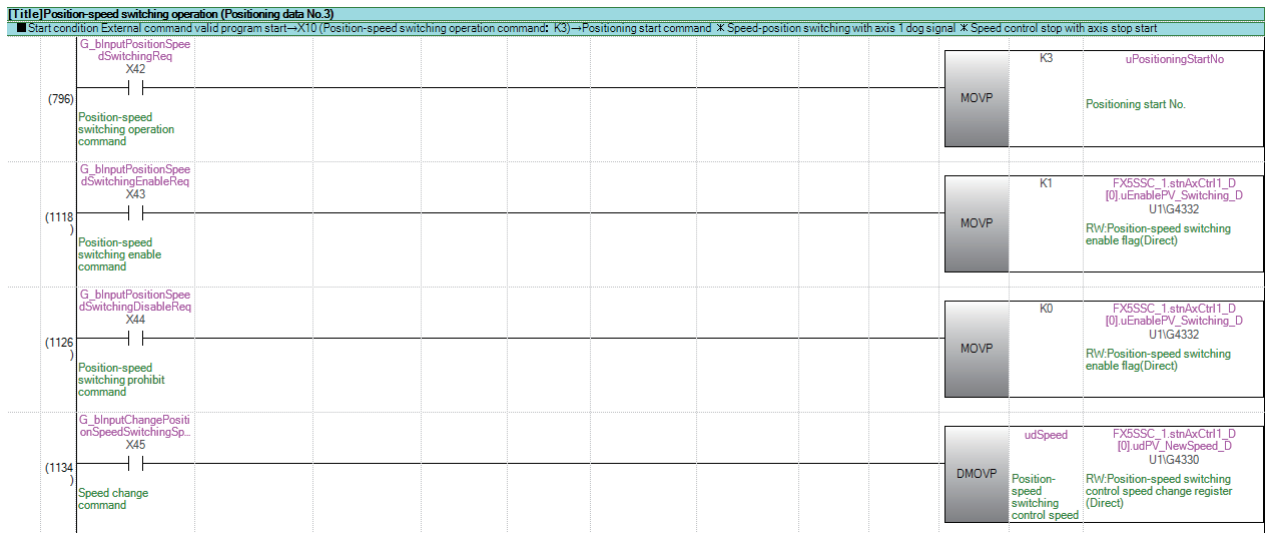 [Title]Position-speed switching operation (Positioning data No.3)
■Start condition External command valid program start→X10 (Position-speed switching operation command: K3)→Positioning start command ＊Speed-position switching with axis 1 dog signal ＊Speed control stop with axis stop start
G_bInputPositionSpee
dSwitchingReq
X42
(796)
Position-speed
switching operation
command
MOVP
K3
uPositioningStartNo
Positioning start No.
G_bInputPositionSpee
dSwitchingEnableReq
X43
(1118
)
Position-speed
switching enable
command
MOVP
K1
FX5SSC_1.stnAxCtrl1_D
[0].uEnablePV_Switching_D
U1\G4332
RW:Position-speed switching
enable flag(Direct)
G_bInputPositionSpee
dSwitchingDisableReq
X44
(1126
)
Position-speed
switching prohibit
command
MOVP
K0
FX5SSC_1.stnAxCtrl1_D
[0].uEnablePV_Switching_D
U1\G4332
RW:Position-speed switching
enable flag(Direct)
G_bInputChangePositi
onSpeedSwitchingSp...
X45
(1134
)
Speed change
command
DMOVP
udSpeed
Position-
speed
switching
control speed
FX5SSC_1.stnAxCtrl1_D
[0].udPV_NewSpeed_D
U1\G4330
RW:Position-speed switching
control speed change register
(Direct)